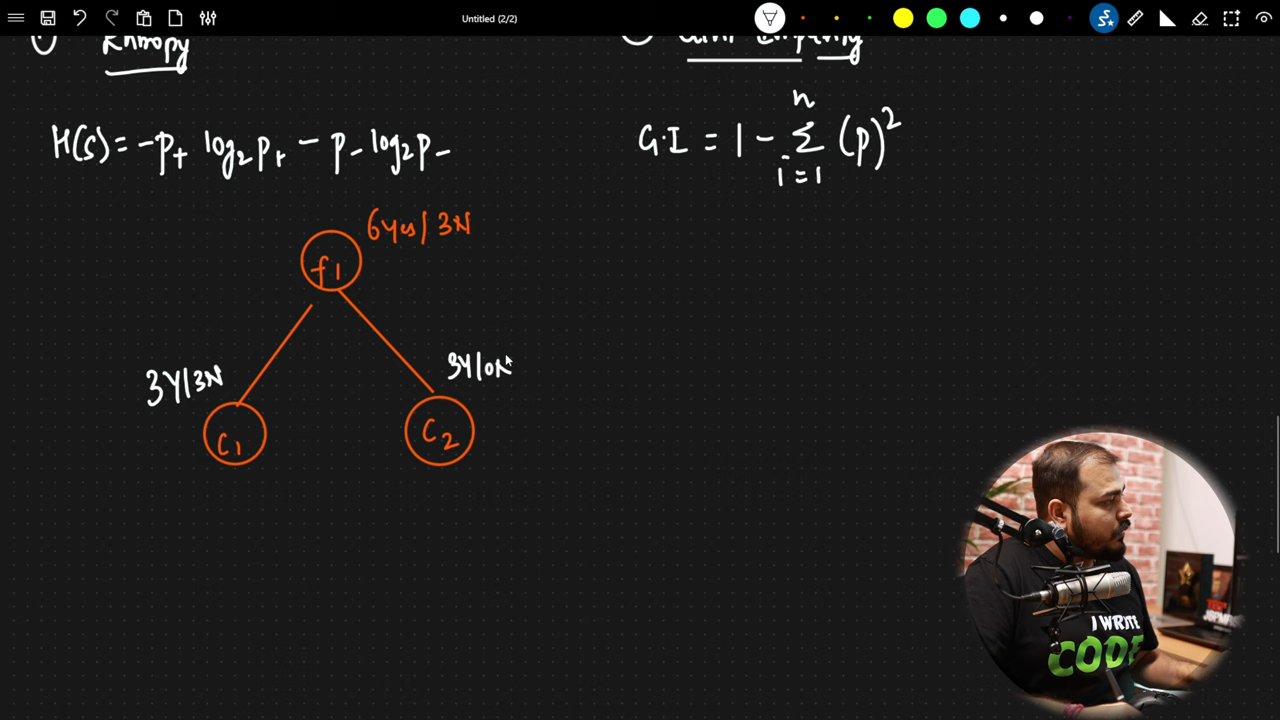 Untitled (2/2)
Entropy
Gini Impurity
H(S) = -p+ log2 p+ - p- log2 p-
n
G.I = 1 - Σ (p)2
i=1
6Yes/3N
f1
3Y/3N
3Y/0N
C1
C2
I WRITE
CODE